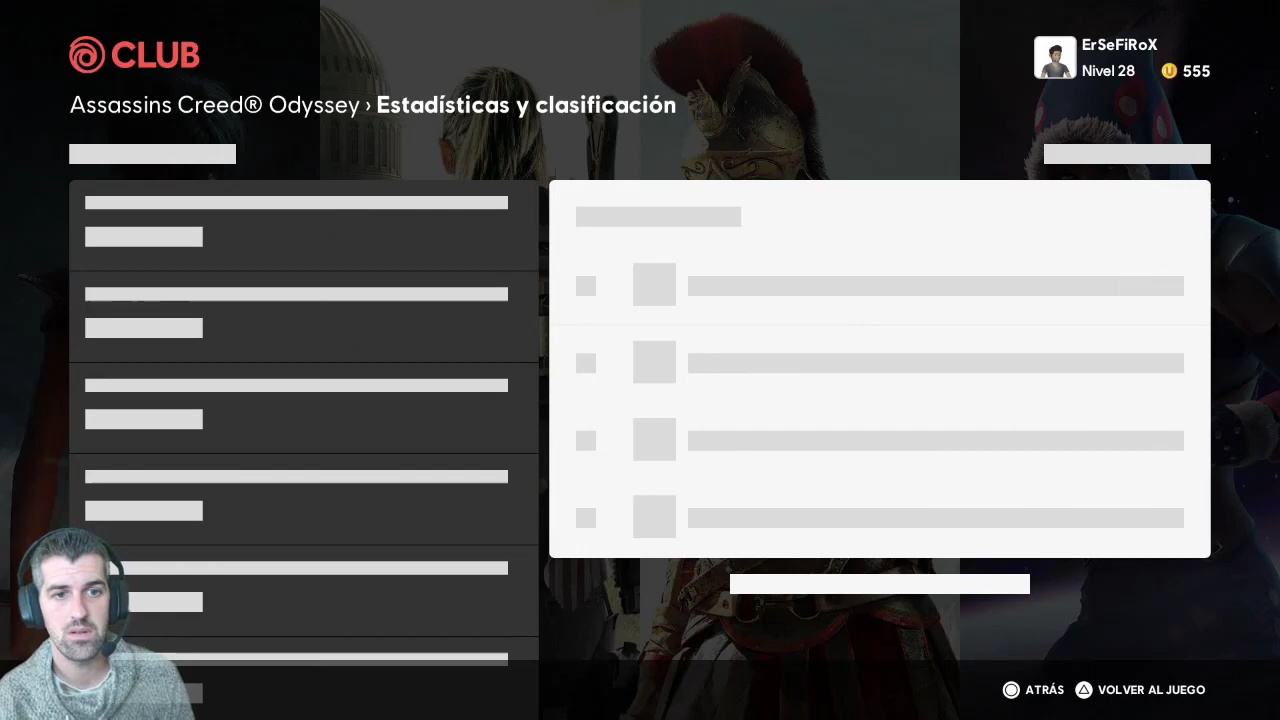 CLUB
ErSeFiRoX
Nivel 28
555
Assassins Creed® Odyssey › Estadísticas y clasificación
ATRÁS
VOLVER AL JUEGO